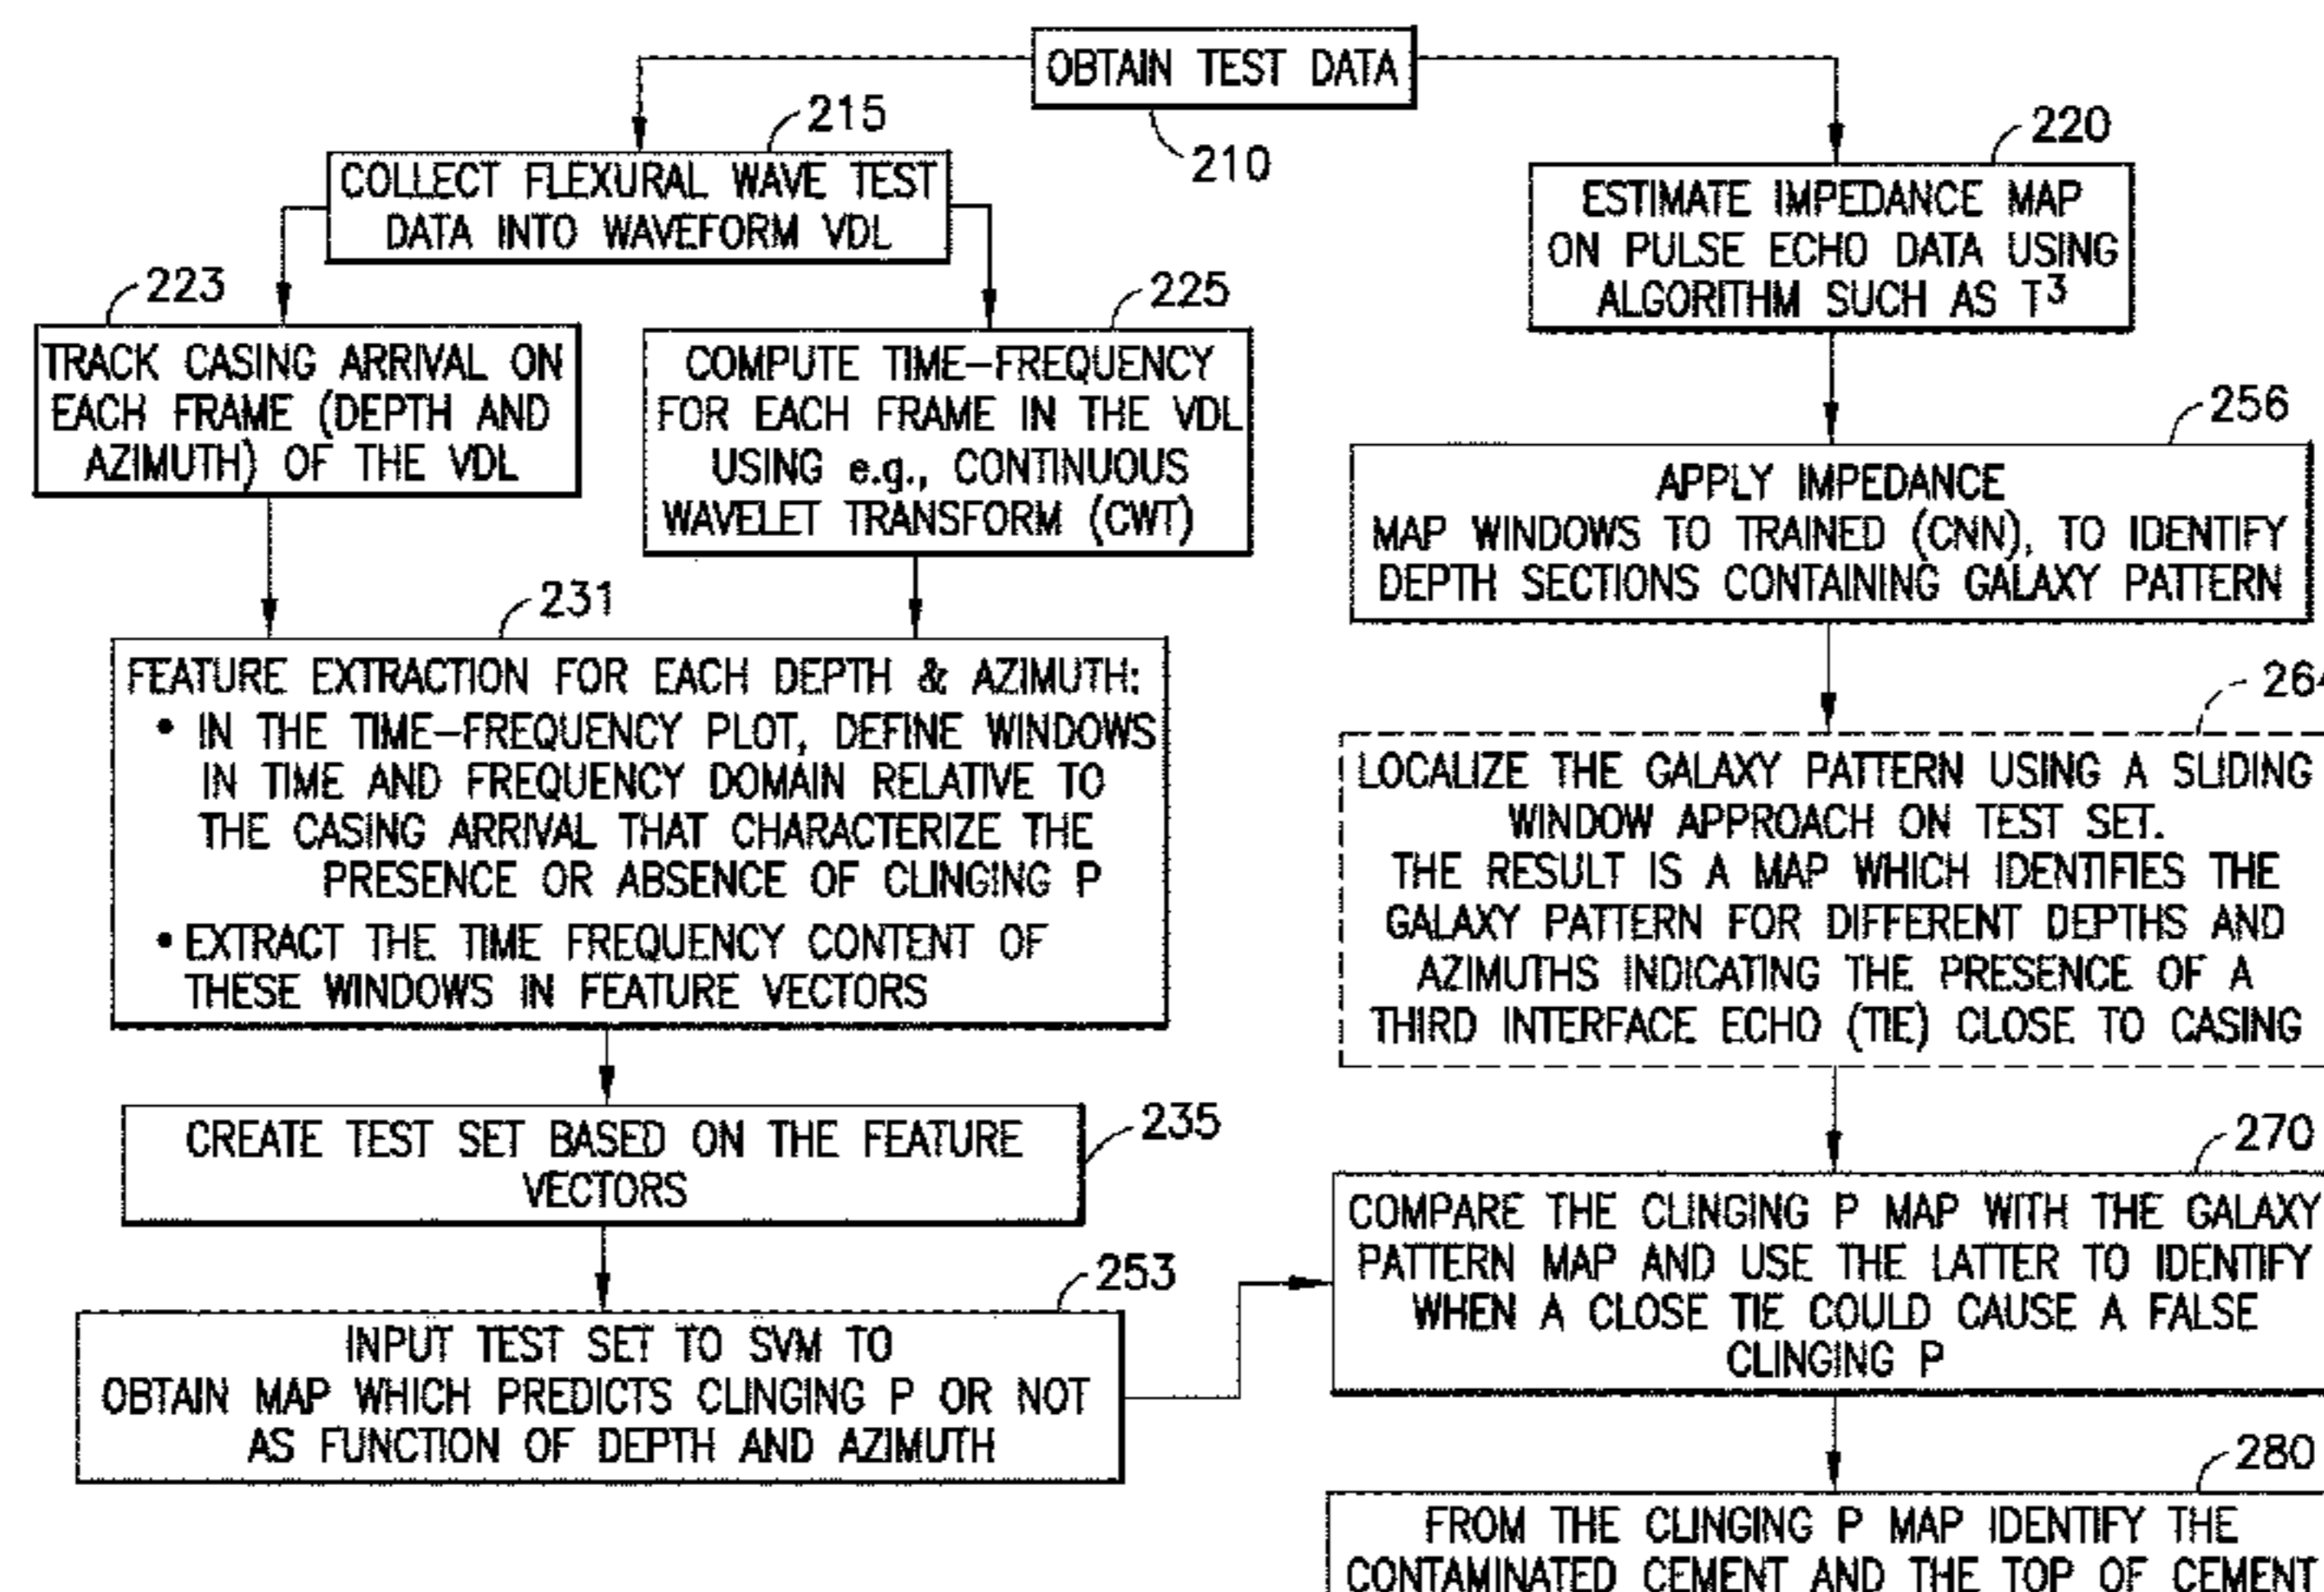 OBTAIN TEST DATA
210
215
COLLECT FLEXURAL WAVE TEST
DATA INTO WAVEFORM VDL
223
TRACK CASING ARRIVAL ON
EACH FRAME (DEPTH AND
AZIMUTH) OF THE VDL
225
COMPUTE TIME-FREQUENCY
FOR EACH FRAME IN THE VDL
USING e.g., CONTINUOUS
WAVELET TRANSFORM (CWT)
231
FEATURE EXTRACTION FOR EACH DEPTH & AZIMUTH:
• IN THE TIME-FREQUENCY PLOT, DEFINE WINDOWS
IN TIME AND FREQUENCY DOMAIN RELATIVE TO
THE CASING ARRIVAL THAT CHARACTERIZE THE
PRESENCE OR ABSENCE OF CLINGING P
• EXTRACT THE TIME FREQUENCY CONTENT OF
THESE WINDOWS IN FEATURE VECTORS
235
CREATE TEST SET BASED ON THE FEATURE
VECTORS
253
INPUT TEST SET TO SVM TO
OBTAIN MAP WHICH PREDICTS CLINGING P OR NOT
AS FUNCTION OF DEPTH AND AZIMUTH
220
ESTIMATE IMPEDANCE MAP
ON PULSE ECHO DATA USING
ALGORITHM SUCH AS T³
256
APPLY IMPEDANCE
MAP WINDOWS TO TRAINED (CNN), TO IDENTIFY
DEPTH SECTIONS CONTAINING GALAXY PATTERN
264
LOCALIZE THE GALAXY PATTERN USING A SLIDING
WINDOW APPROACH ON TEST SET.
THE RESULT IS A MAP WHICH IDENTIFIES THE
GALAXY PATTERN FOR DIFFERENT DEPTHS AND
AZIMUTHS INDICATING THE PRESENCE OF A
THIRD INTERFACE ECHO (TIE) CLOSE TO CASING
270
COMPARE THE CLINGING P MAP WITH THE GALAXY
PATTERN MAP AND USE THE LATTER TO IDENTIFY
WHEN A CLOSE TIE COULD CAUSE A FALSE
CLINGING P
280
FROM THE CLINGING P MAP IDENTIFY THE
CONTAMINATED CEMENT AND THE TOP OF CEMENT